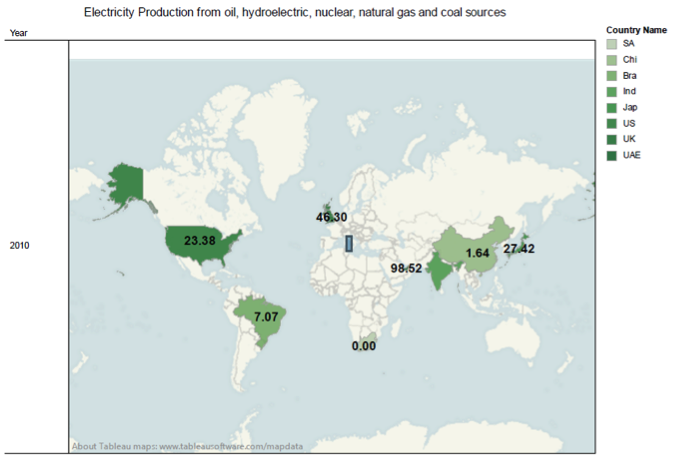 Electricity Production from oil, hydroelectric, nuclear, natural gas and coal sources
Year
Country Name
SA
Chi
Bra
Ind
Jap
US
UK
UAE
2010
46.30
23.38
27.42
1.64
98.52
7.07
0.00
About Tableau maps: www.tableausoftware.com/mapdata